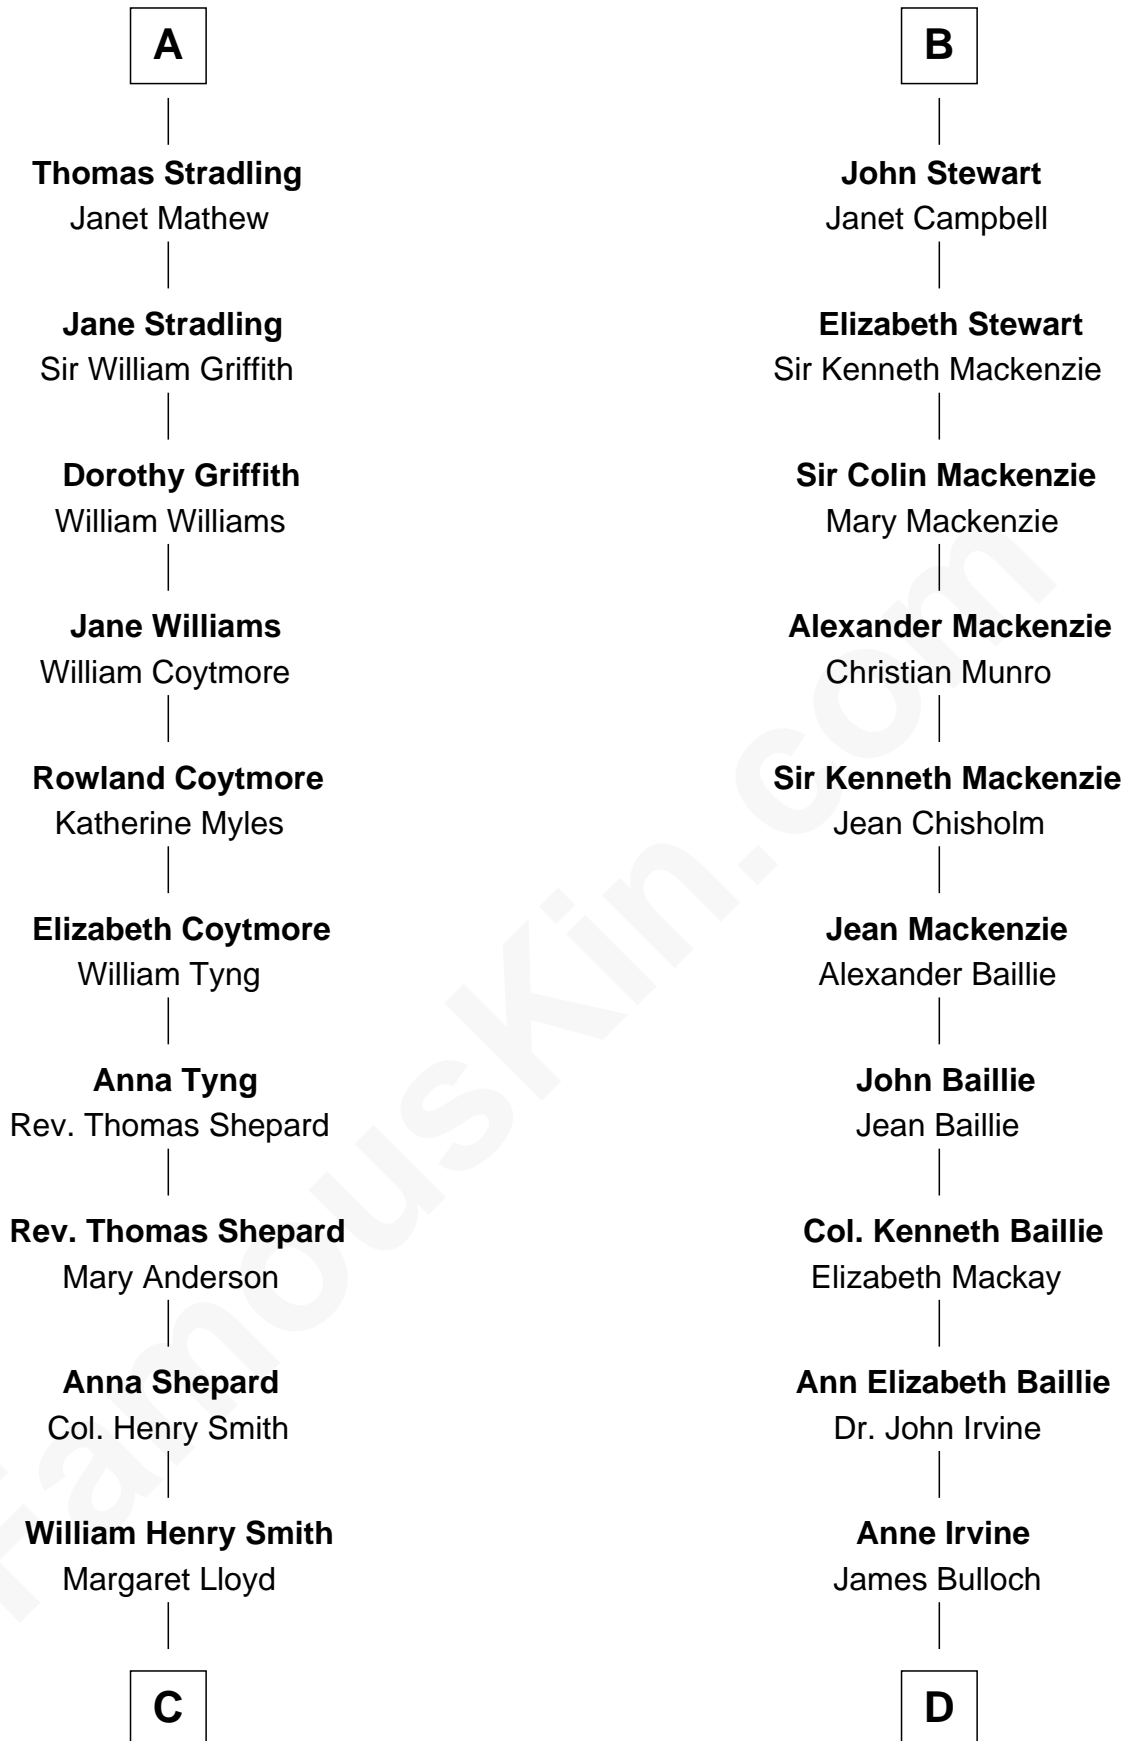 A
Thomas Stradling
Janet Mathew
Jane Stradling
Sir William Griffith
Dorothy Griffith
William Williams
Jane Williams
William Coytmore
Rowland Coytmore
Katherine Myles
Elizabeth Coytmore
William Tyng
Anna Tyng
Rev. Thomas Shepard
Rev. Thomas Shepard
Mary Anderson
Anna Shepard
Col. Henry Smith
William Henry Smith
Margaret Lloyd
C
B
John Stewart
Janet Campbell
Elizabeth Stewart
Sir Kenneth Mackenzie
Sir Colin Mackenzie
Mary Mackenzie
Alexander Mackenzie
Christian Munro
Sir Kenneth Mackenzie
Jean Chisholm
Jean Mackenzie
Alexander Baillie
John Baillie
Jean Baillie
Col. Kenneth Baillie
Elizabeth Mackay
Ann Elizabeth Baillie
Dr. John Irvine
Anne Irvine
James Bulloch
D
FamousKin.com